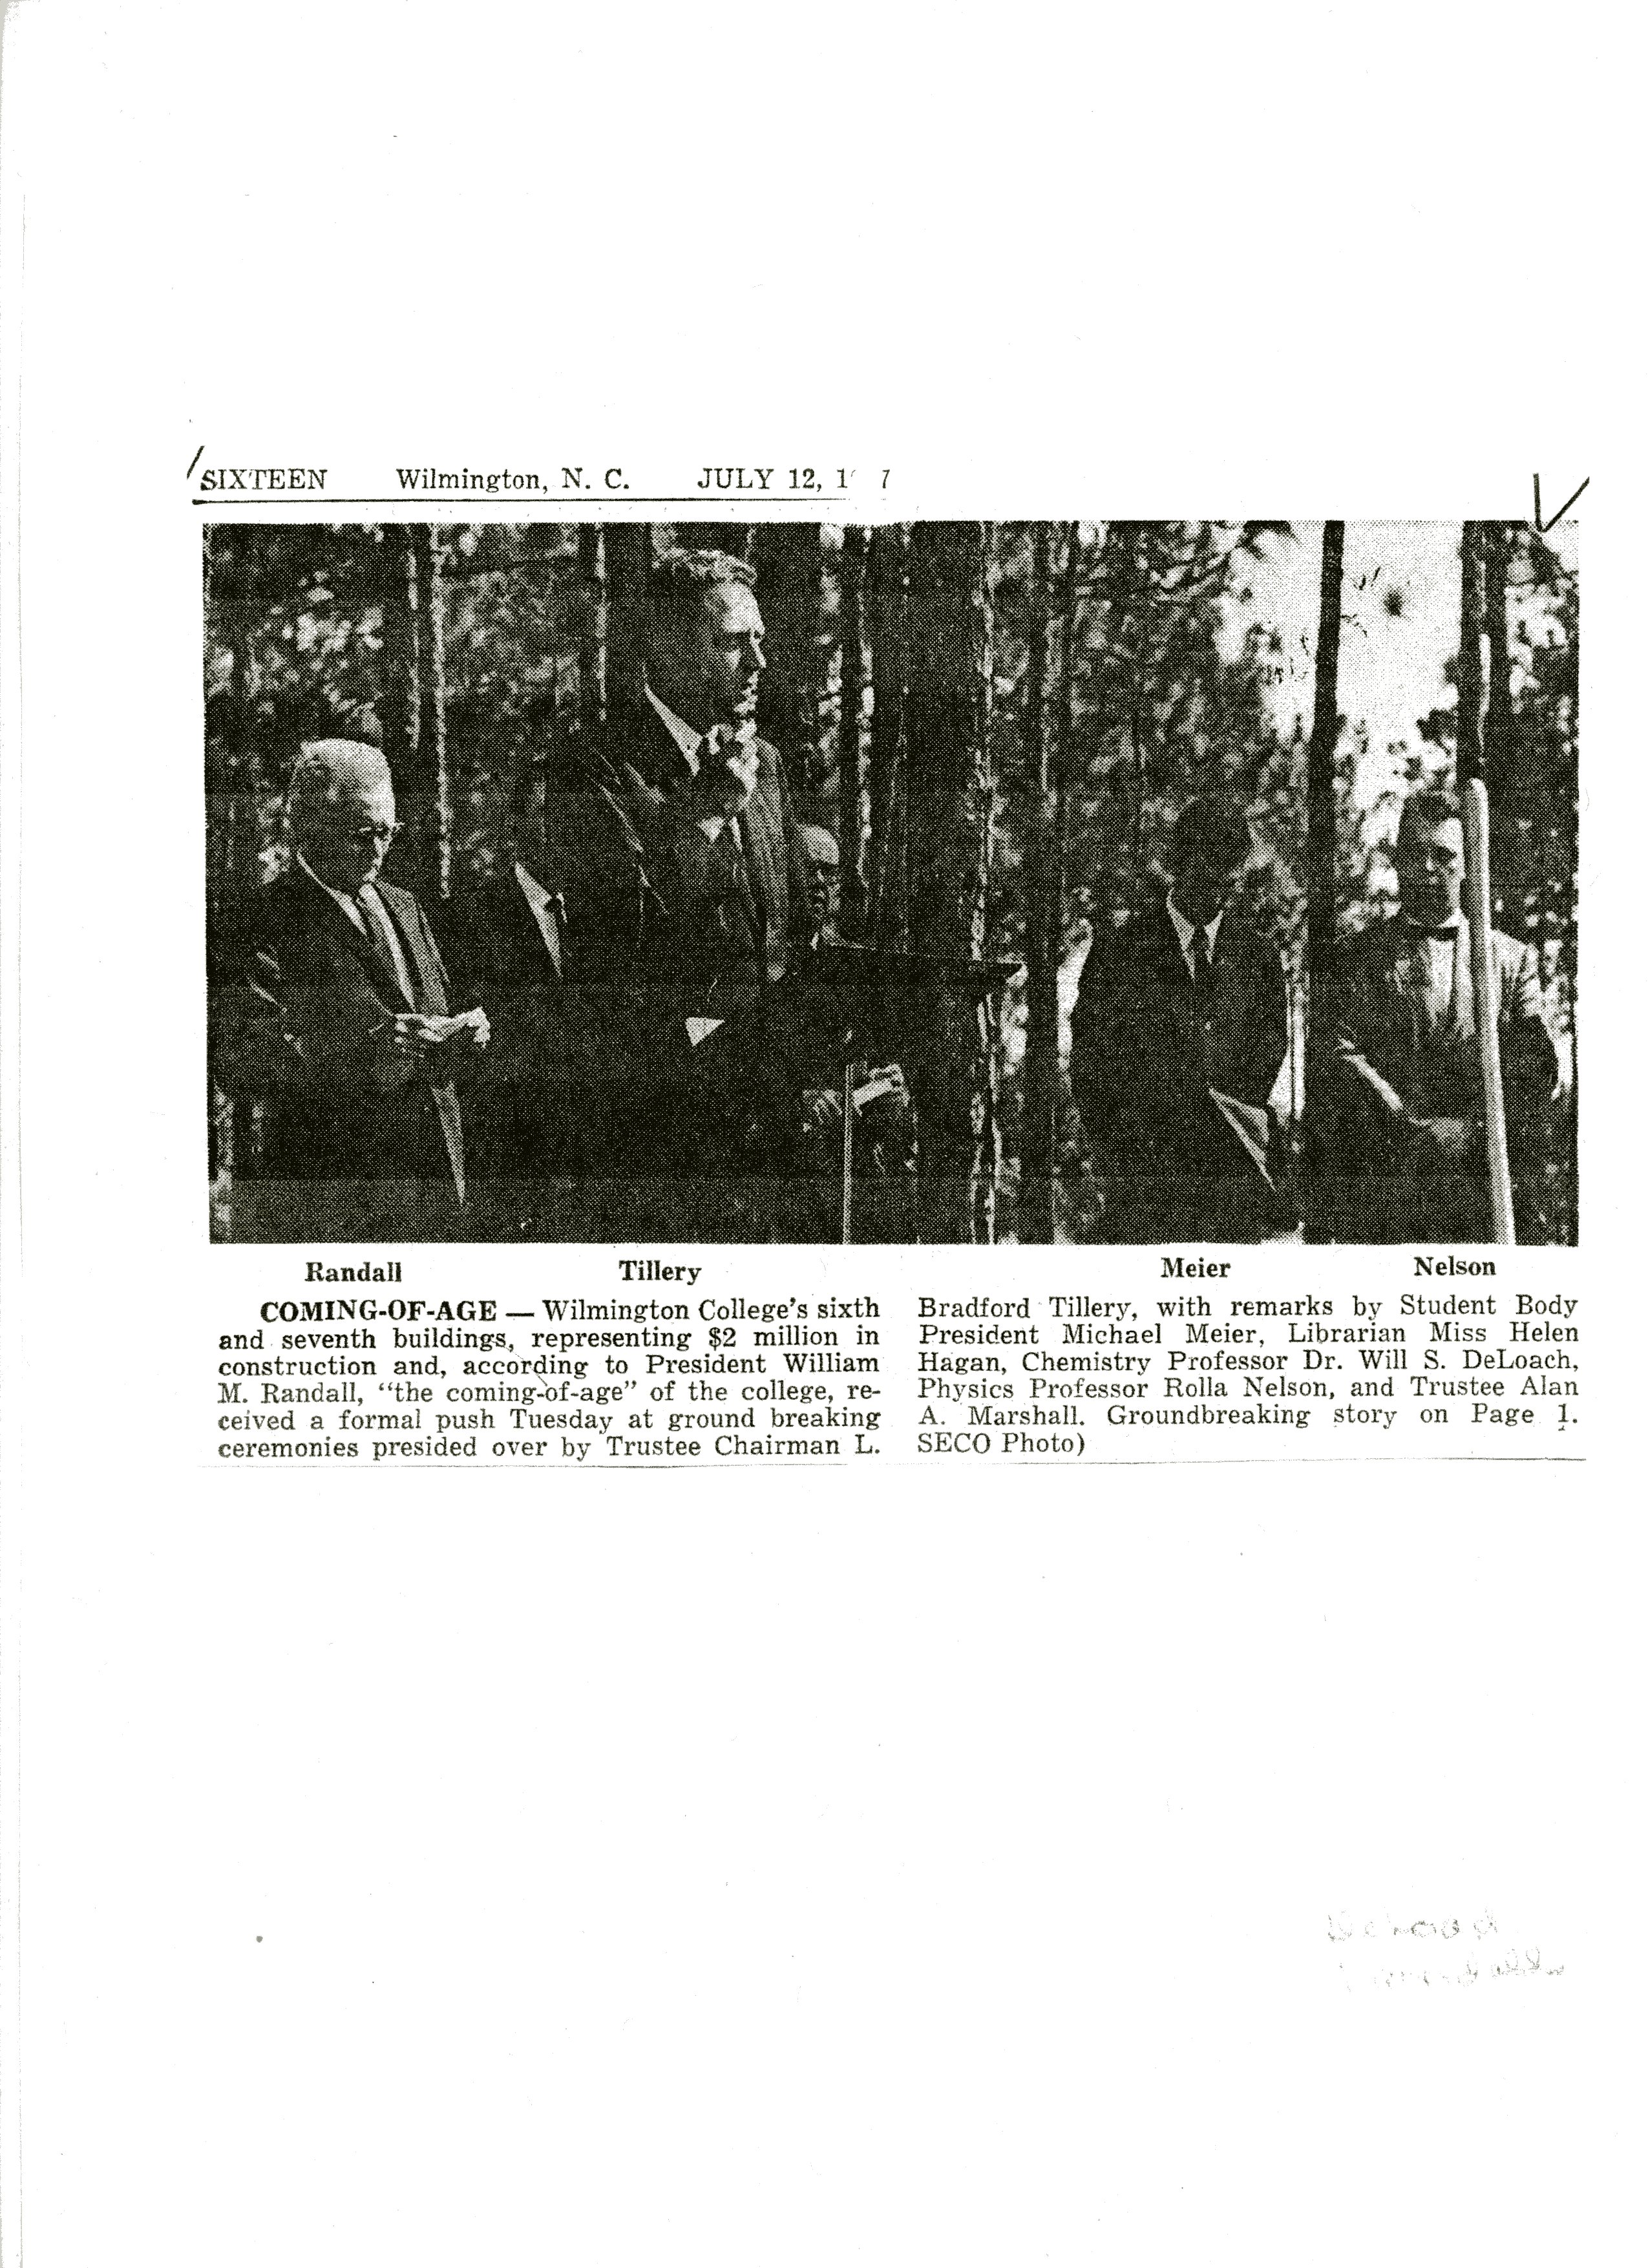 SIXTEEN Wilmington, N. C. JULY 12, 1 7
Randall Tillery Meier Nelson
COMING-OF-AGE — Wilmington College's sixth
and seventh buildings, representing $2 million in
construction and, according to President William
M. Randall, "the coming-of-age" of the college, re-
ceived a formal push Tuesday at ground breaking
ceremonies presided over by Trustee Chairman L.
Bradford Tillery, with remarks by Student Body
President Michael Meier, Librarian Miss Helen
Hagan, Chemistry Professor Dr. Will S. DeLoach,
Physics Professor Rolla Nelson, and Trustee Alan
A. Marshall. Groundbreaking story on Page 1.
SECO Photo)